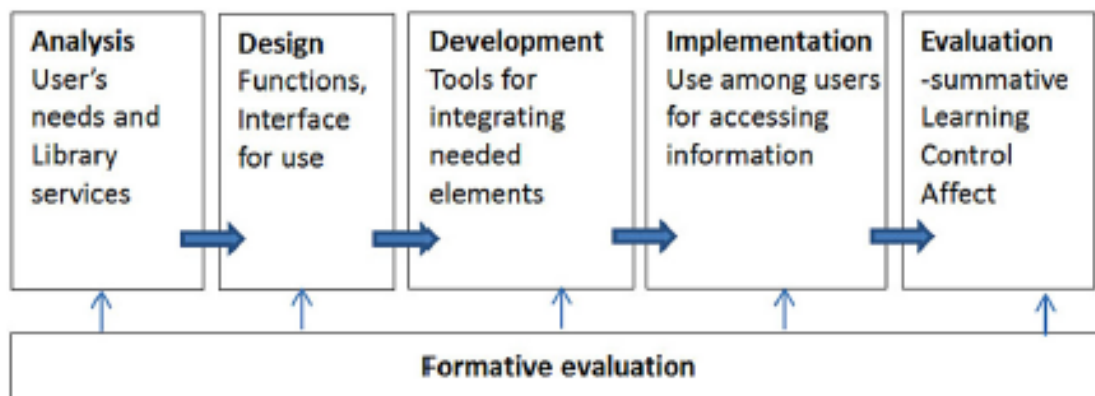 Analysis
User's
needs and
Library
services
Design
Functions,
Interface
for use
Development
Tools for
integrating
needed
elements
Implementation
Use among users
for accessing
information
Evaluation
-summative
Learning
Control
Affect
Formative evaluation